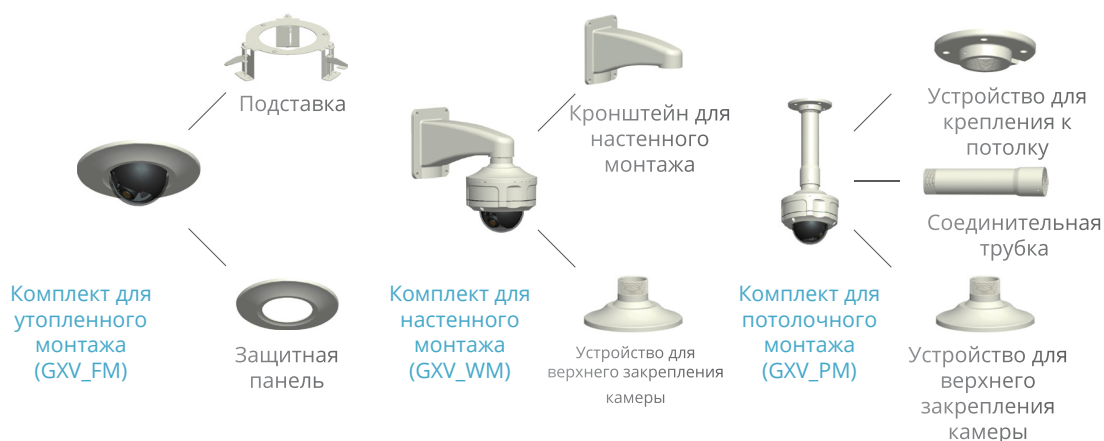 Подставка
Комплект для
утопленного
монтажа
(GXV_FM)
Защитная
панель
Кронштейн для
настенного
монтажа
Комплект для
настенного
монтажа
(GXV_WM)
Устройство для
верхнего закрепления
камеры
Устройство для
крепления к
потолку
Соединительная
трубка
Комплект для
потолочного
монтажа
(GXV_PM)
Устройство для
верхнего
закрепления
камеры